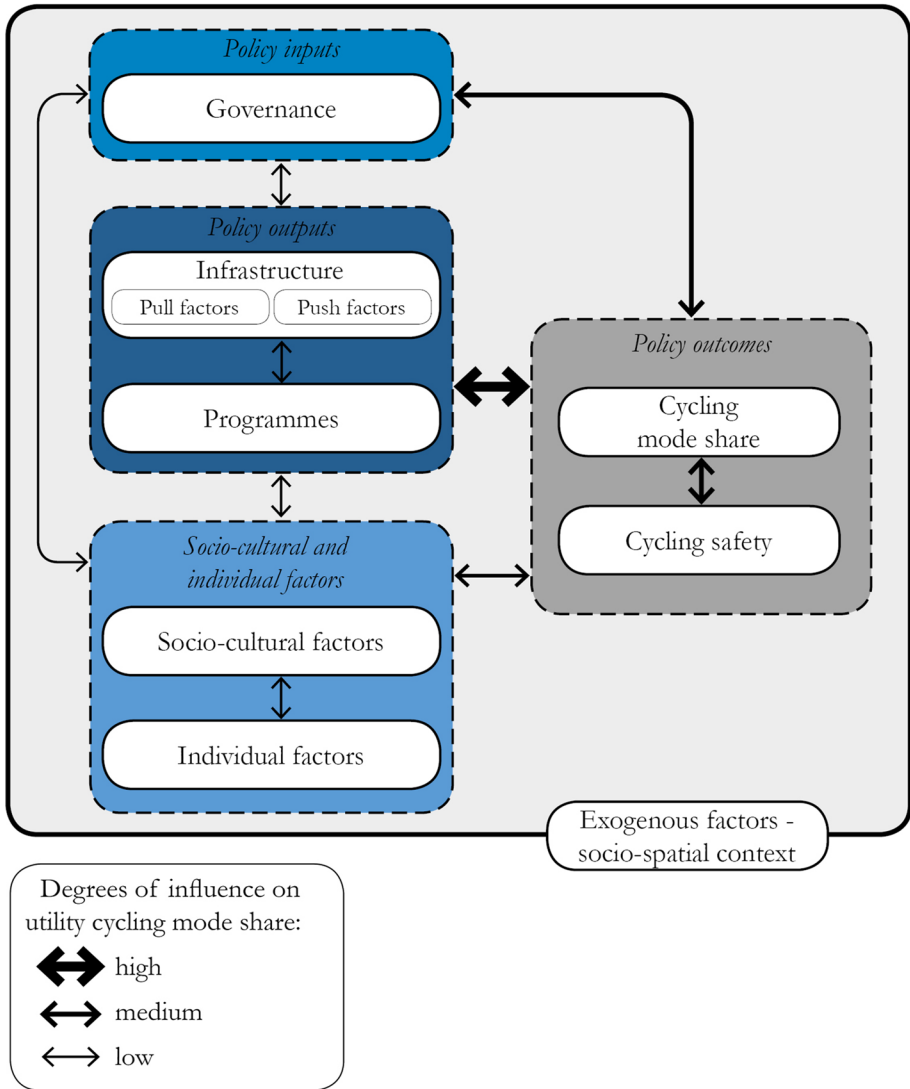 Policy inputs
Governance
Policy outputs
Infrastructure
Pull factors
Push factors
Programmes
Socio-cultural and
individual factors
Socio-cultural factors
Individual factors
Policy outcomes
Cycling
mode share
Cycling safety
Exogenous factors -
socio-spatial context
Degrees of influence on
utility cycling mode share:
high
medium
low